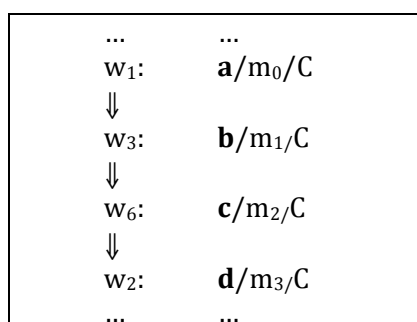 ... ...
w₁: a/m₀/C
⇓
w₃: b/m₁/C
⇓
w₆: c/m₂/C
⇓
w₂: d/m₃/C
... ...